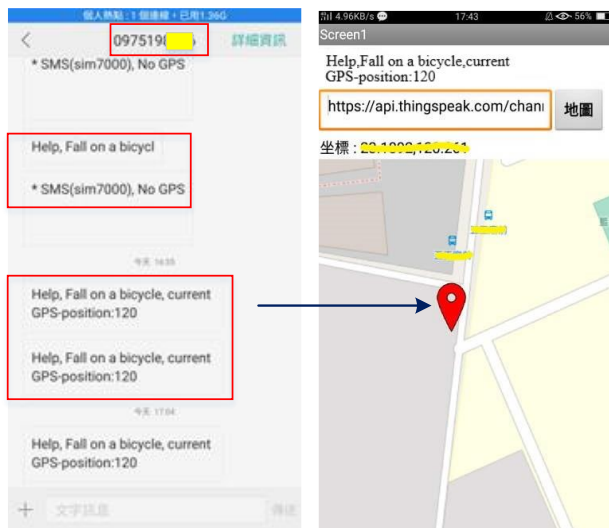 個人熱點：1 個連線，已用1.36G
0975198
詳細資訊
* SMS(sim7000), No GPS
Help, Fall on a bicycl
* SMS(sim7000), No GPS
今天 16:55
Help, Fall on a bicycle, current
GPS-position:120
Help, Fall on a bicycle, current
GPS-position:120
今天 17:04
Help, Fall on a bicycle, current
GPS-position:120
文字訊息
傳送
4.96KB/s
17:43
56%
Screen1
Help,Fall on a bicycle,current
GPS-position:120
https://api.thingspeak.com/chann
地圖
坐標 :